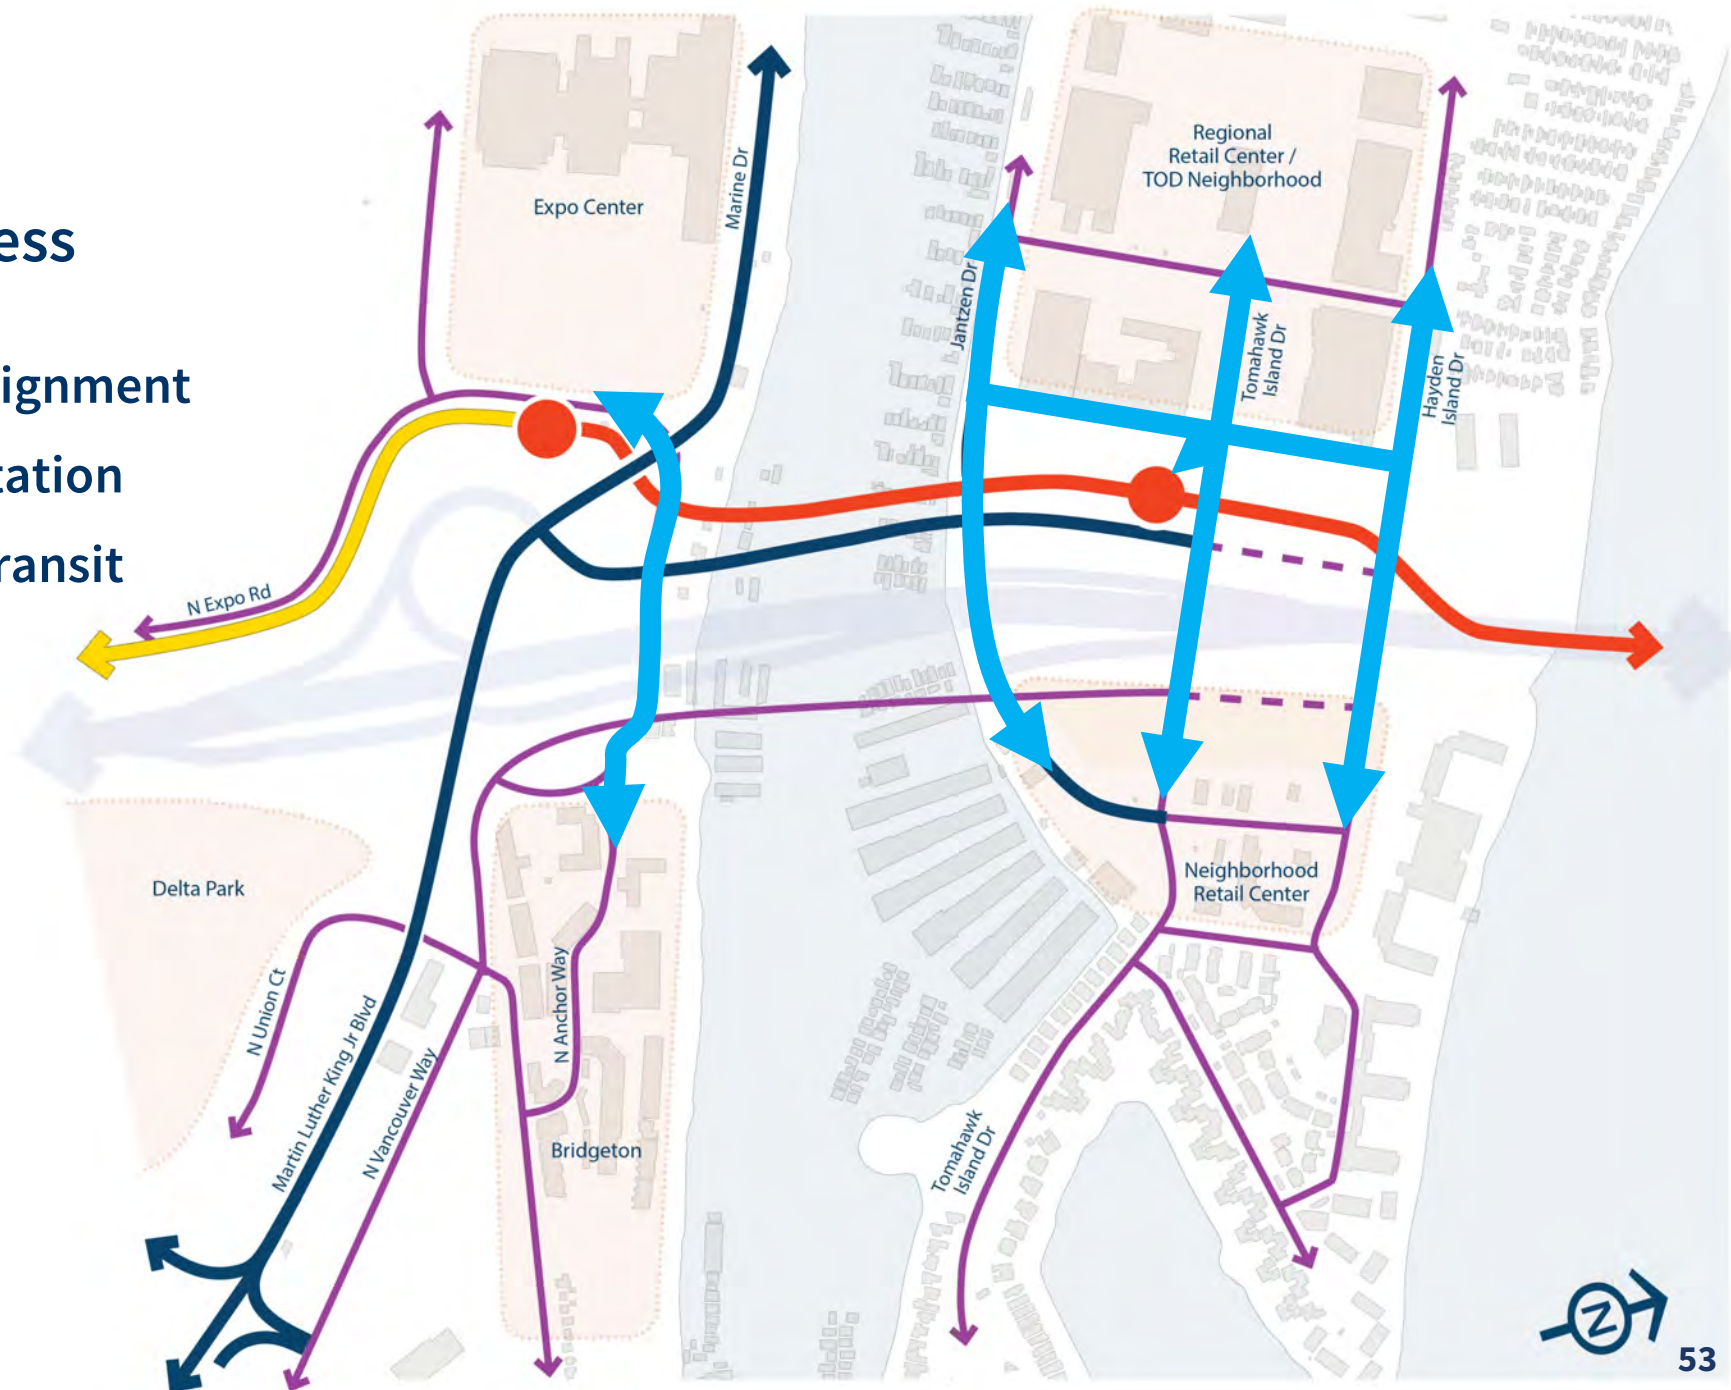 ess
ignment
tation
ransit
Expo Center
Marine Dr
Regional
Retail Center /
TOD Neighborhood
Jantzen Dr
Tomahawk
Island Dr
Hayden
Island Dr
N Expo Rd
Delta Park
N Union Ct
Martin Luther King Jr Blvd
N Vancouver Way
N Anchor Way
Bridgeton
Neighborhood
Retail Center
Tomahawk
Island Dr
N
53